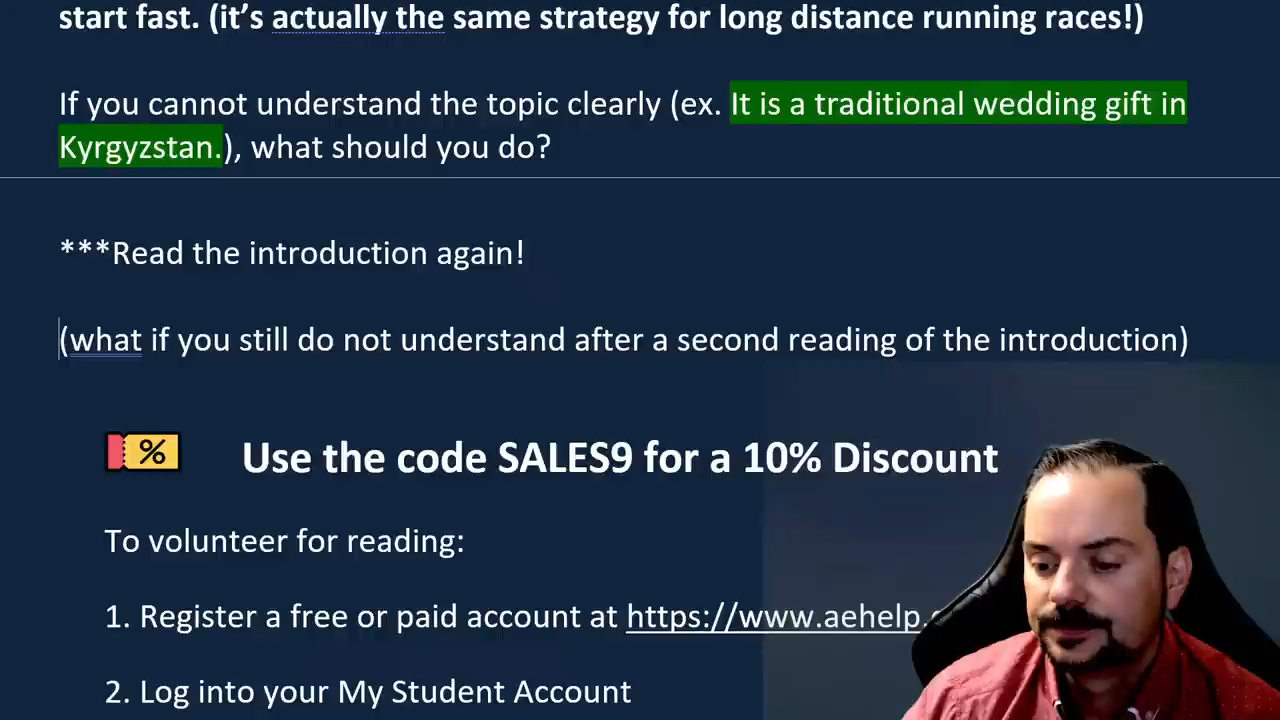 start fast. (it's actually the same strategy for long distance running races!)
If you cannot understand the topic clearly (ex. It is a traditional wedding gift in
Kyrgyzstan.), what should you do?
***Read the introduction again!
(what if you still do not understand after a second reading of the introduction)
%
Use the code SALES9 for a 10% Discount
To volunteer for reading:
1. Register a free or paid account at https://www.aehelp.
2. Log into your My Student Account